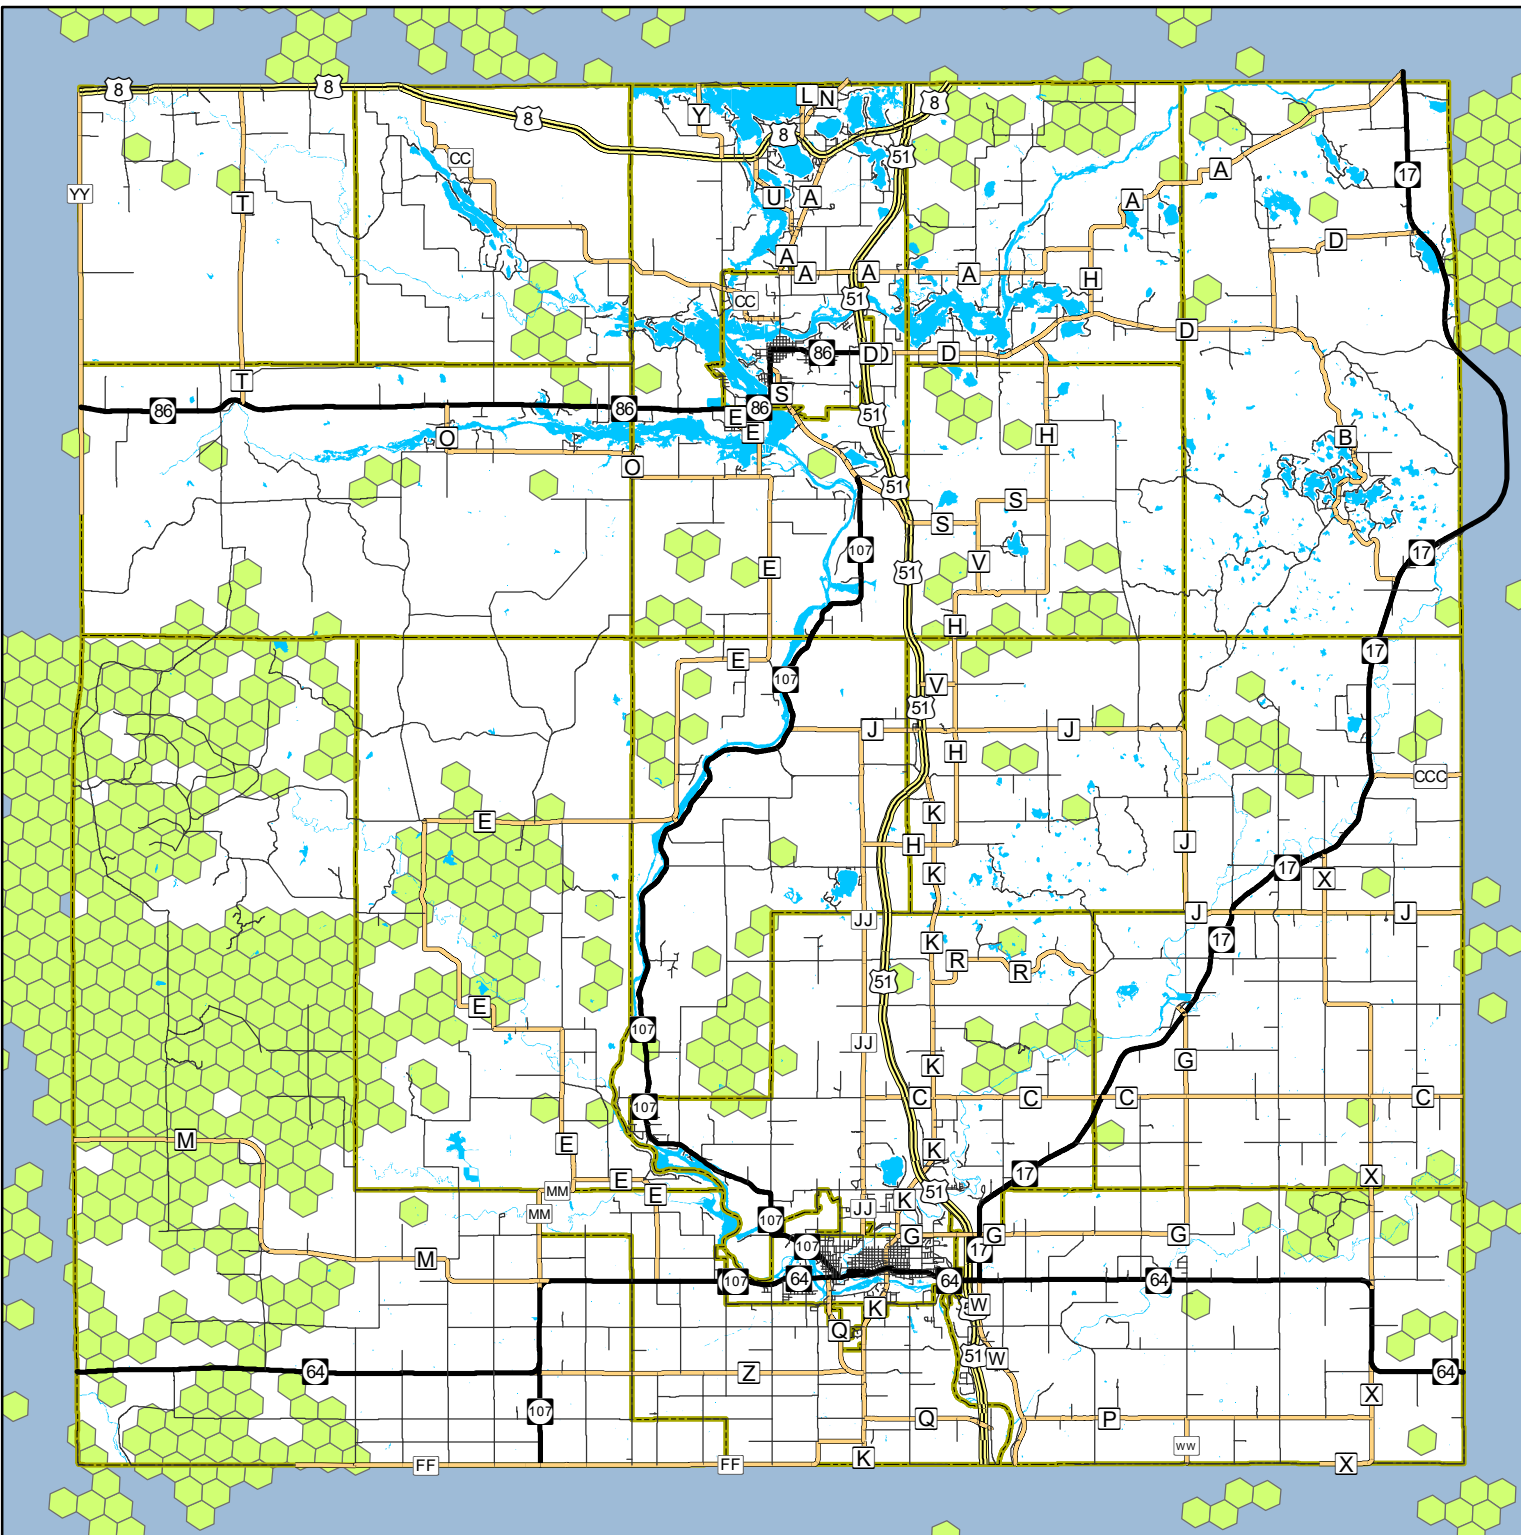 L N
8
8
8
8
Y
8
51
CC
A
17
YY
A
T
U A
D
A
A A A
H
CC
51
D
86 D D
T
S
86 86 86
E
51
E
B
O
H
O
51
S
S
107
17
V
E
51
H
17
E
107
V
51
J J
H
CCC
K
E
H
J
K
17
X
JJ
J J
K
17
R
R
51
E
107
JJ
G
K
C C C C
107
M
E
K
17
X
E
MM
E
51
K
MM
JJ
107
G G G
107
17
M
64
107
64
64
W
K
Q
51 W
64
Z
64
X
107
Q P
WW
K
FF FF X